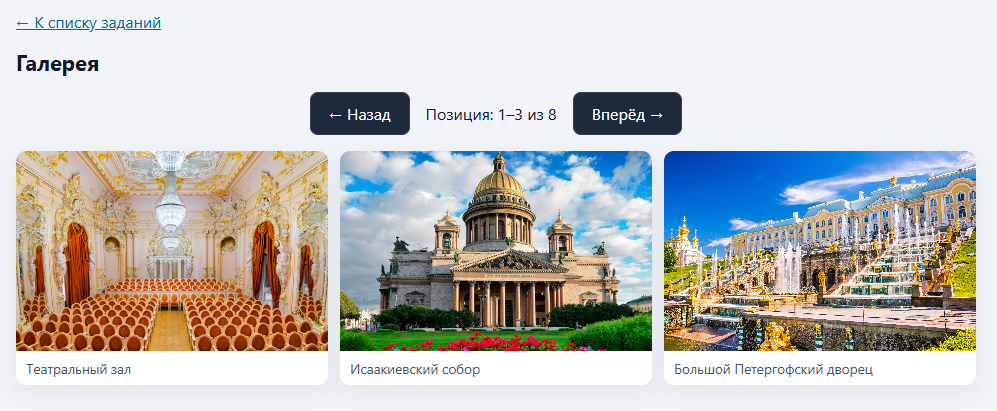 ← К списку заданий
Галерея
← Назад Позиция: 1–3 из 8 Вперёд →
Театральный зал
Исаакиевский собор
Большой Петергофский дворец